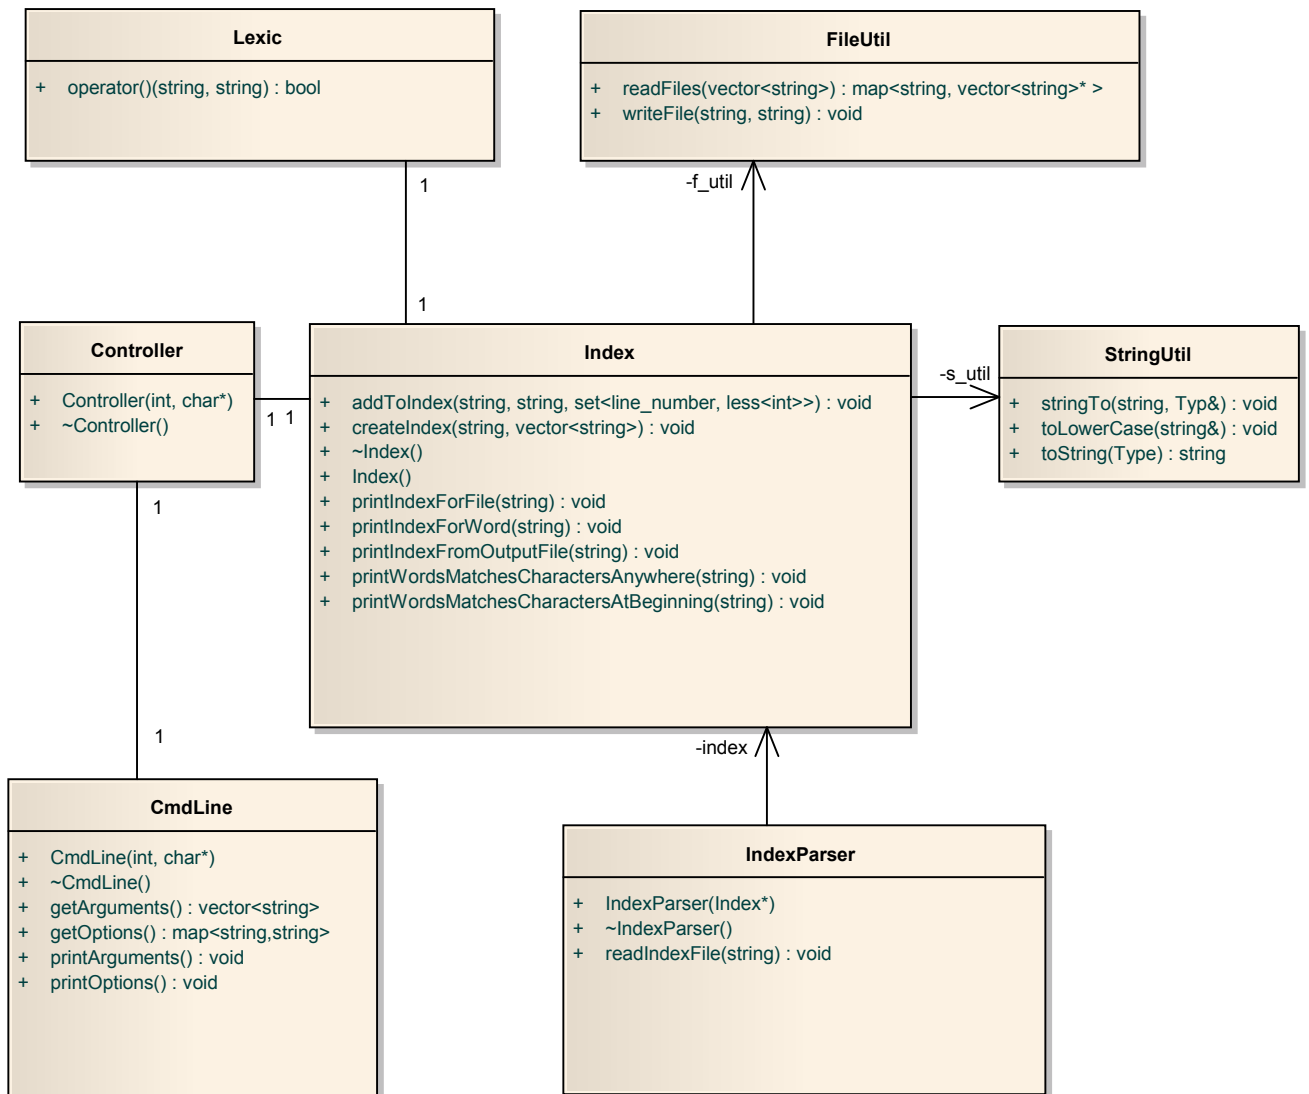 Lexic
+ operator()(string, string) : bool
FileUtil
+ readFiles(vector<string>) : map<string, vector<string>* >
+ writeFile(string, string) : void
1
-f_util
1
Controller
+ Controller(int, char*)
+ ~Controller()
1 1
1
Index
+ addToIndex(string, string, set<line_number, less<int>>) : void
+ createIndex(string, vector<string>) : void
+ ~Index()
+ Index()
+ printIndexForFile(string) : void
+ printIndexForWord(string) : void
+ printIndexFromOutputFile(string) : void
+ printWordsMatchesCharactersAnywhere(string) : void
+ printWordsMatchesCharactersAtBeginning(string) : void
-s_util
StringUtil
+ stringTo(string, Typ&) : void
+ toLowerCase(string&) : void
+ toString(Type) : string
1
-index
CmdLine
+ CmdLine(int, char*)
+ ~CmdLine()
+ getArguments() : vector<string>
+ getOptions() : map<string,string>
+ printArguments() : void
+ printOptions() : void
IndexParser
+ IndexParser(Index*)
+ ~IndexParser()
+ readIndexFile(string) : void